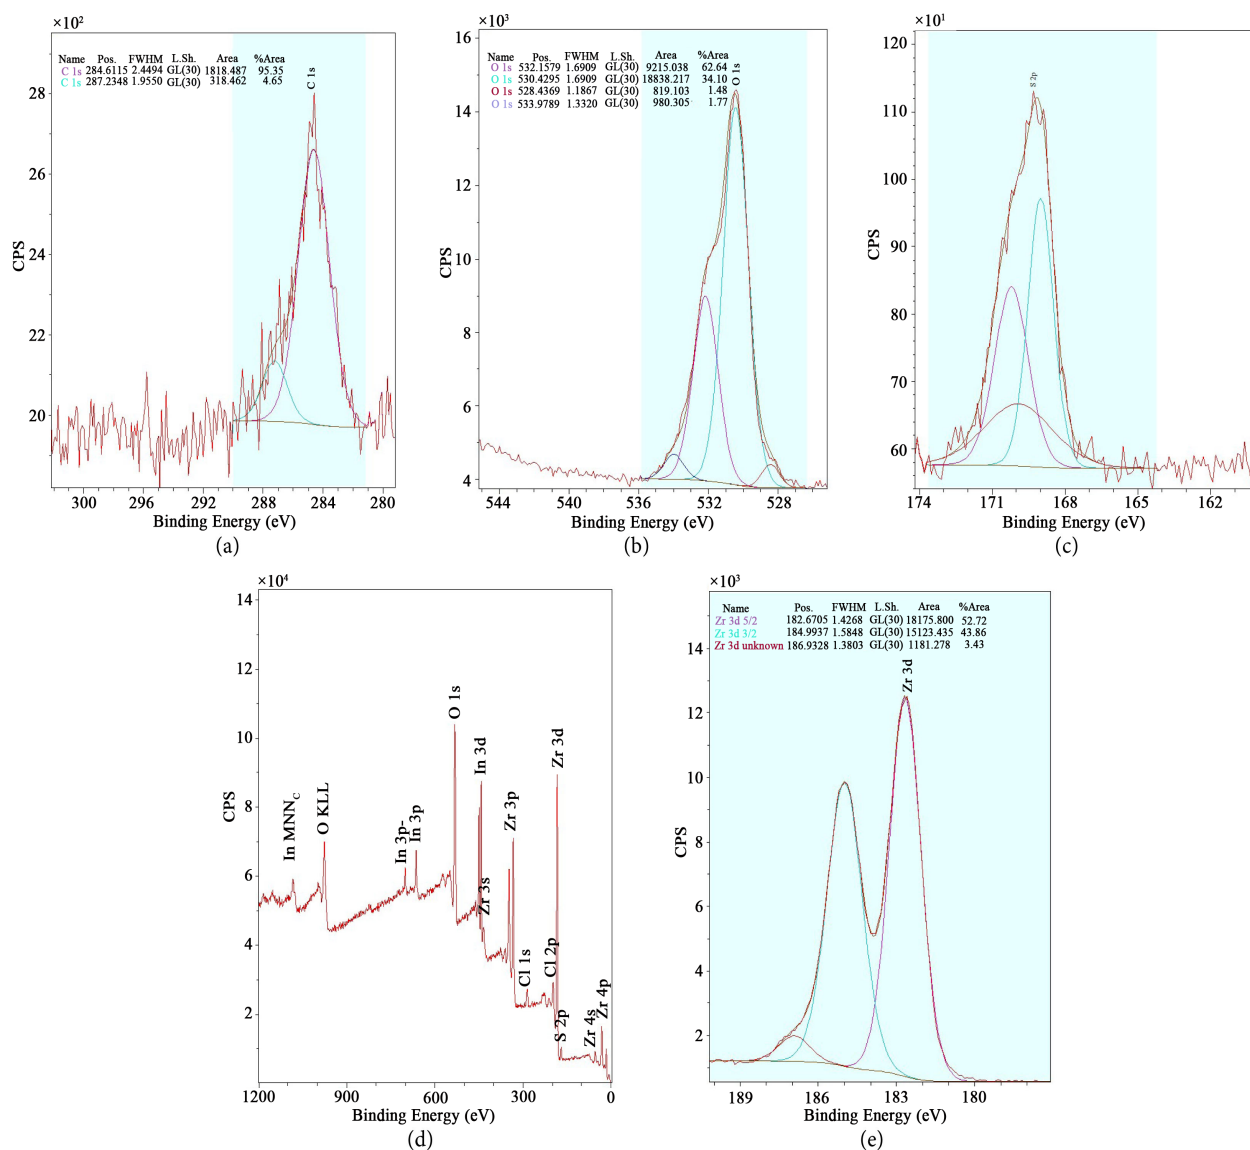 ×10²
Name Pos. FWHM L.Sh. Area %Area
C 1s 284.6115 2.4494 GL(30) 1818.487 95.35
C 1s 287.2348 1.9550 GL(30) 318.462 4.65
C 1s
28
26
24
22
20
CPS
300 296 292 288 284 280
Binding Energy (eV)
(a)
×10³
Name Pos. FWHM L.Sh. Area %Area
O 1s 532.1579 1.6909 GL(30) 9215.038 62.64
O 1s 530.4295 1.6909 GL(30) 18838.217 34.10
O 1s 528.4369 1.1867 GL(30) 819.103 1.48
O 1s 533.9789 1.3320 GL(30) 980.305 1.77
O 1s
16
14
12
10
8
6
4
CPS
544 540 536 532 528
Binding Energy (eV)
(b)
×10¹
S 2p
120
110
100
90
80
70
60
CPS
174 171 168 165 162
Binding Energy (eV)
(c)
×10⁴
14
12
10
8
6
4
2
CPS
In MNN_C
O KLL
In 3p-
In 3p
O 1s
In 3d
Zr 3s
Zr 3p
Cl 1s
Cl 2p
S 2p
Zr 3d
Zr 4s
Zr 4p
1200 900 600 300 0
Binding Energy (eV)
(d)
×10³
Name Pos. FWHM L.Sh. Area %Area
Zr 3d 5/2 182.6705 1.4268 GL(30) 18175.800 52.72
Zr 3d 3/2 184.9937 1.5848 GL(30) 15123.435 43.86
Zr 3d unknown 186.9328 1.3803 GL(30) 1181.278 3.43
Zr 3d
14
12
10
8
6
4
2
CPS
189 186 183 180
Binding Energy (eV)
(e)